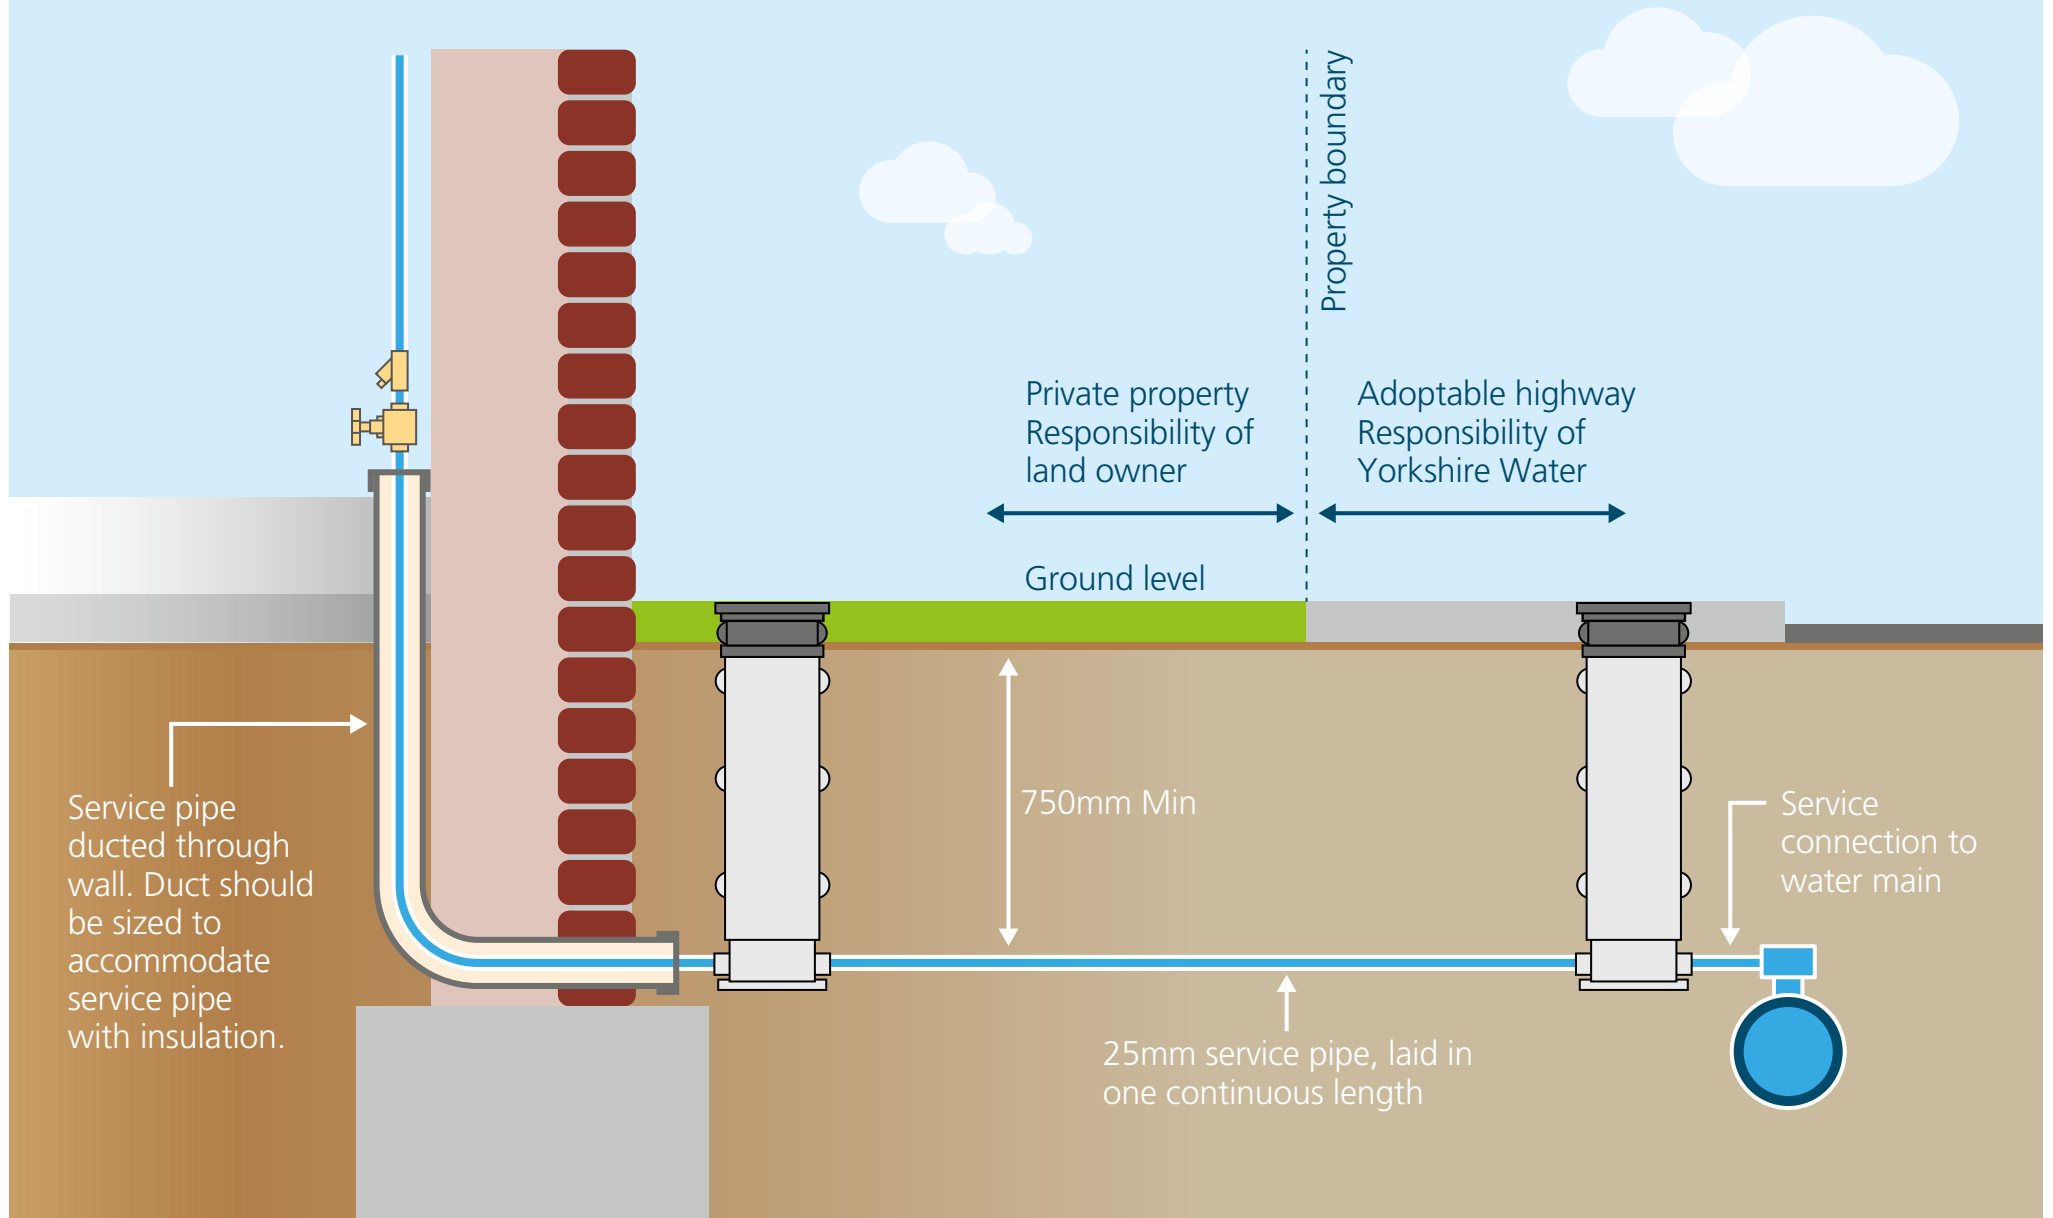 Property boundary
Private property
Responsibility of
land owner
Adoptable highway
Responsibility of
Yorkshire Water
Ground level
Service pipe
ducted through
wall. Duct should
be sized to
accommodate
service pipe
with insulation.
750mm Min
Service
connection to
water main
25mm service pipe, laid in
one continuous length